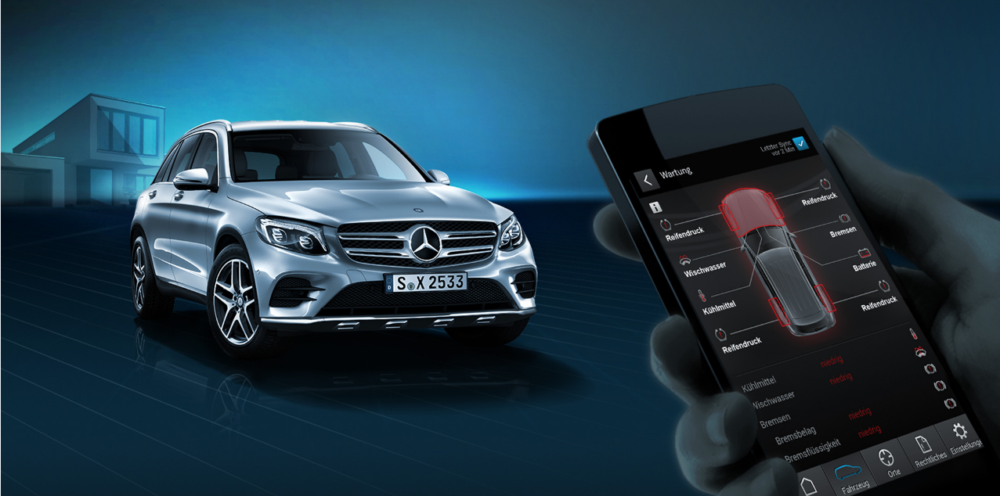 S X 2533
D
Letzter Sync
vor 2 Min
Wartung
Reifendruck
Reifendruck
Bremsen
Wischwasser
Batterie
Kühlmittel
Reifendruck
Reifendruck
Kühlmittel niedrig
Wischwasser niedrig
Bremsen
Bremsbelag niedrig
Bremsflüssigkeit niedrig
Fahrzeug
Orte
Rechtliches
Einstellung